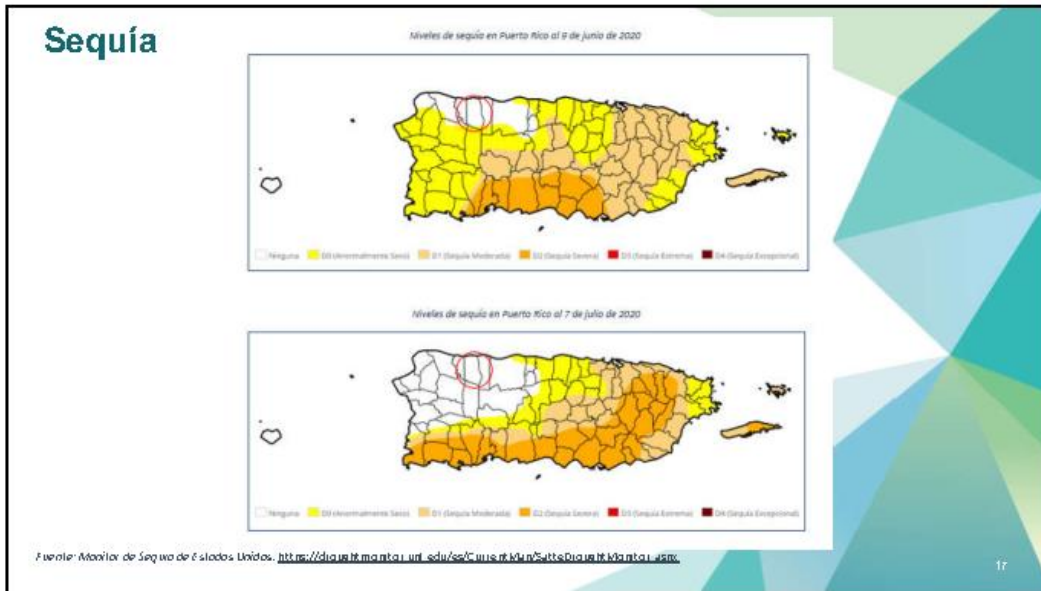 Sequía
Niveles de sequía en Puerto Rico al 9 de junio de 2020
Ninguna D0 (Anormalmente Seco) D1 (Sequía Moderada) D2 (Sequía Severa) D3 (Sequía Extrema) D4 (Sequía Excepcional)
Niveles de sequía en Puerto Rico al 7 de julio de 2020
Ninguna D0 (Anormalmente Seco) D1 (Sequía Moderada) D2 (Sequía Severa) D3 (Sequía Extrema) D4 (Sequía Excepcional)
Fuente: Monitor de Sequía de Estados Unidos.
17